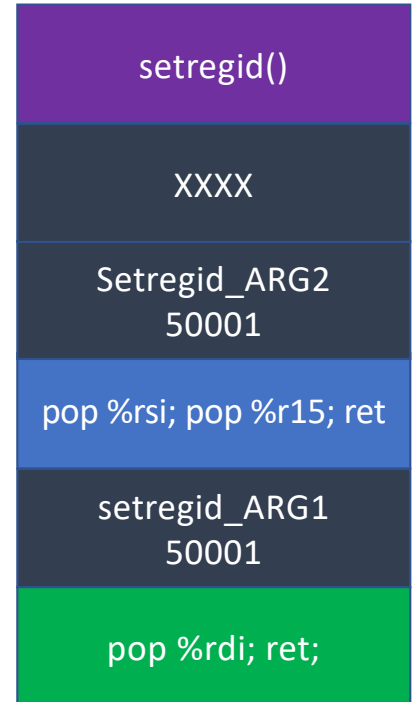 setregid()
XXXX
Setregid_ARG2
50001
pop %rsi; pop %r15; ret
setregid_ARG1
50001
pop %rdi; ret;